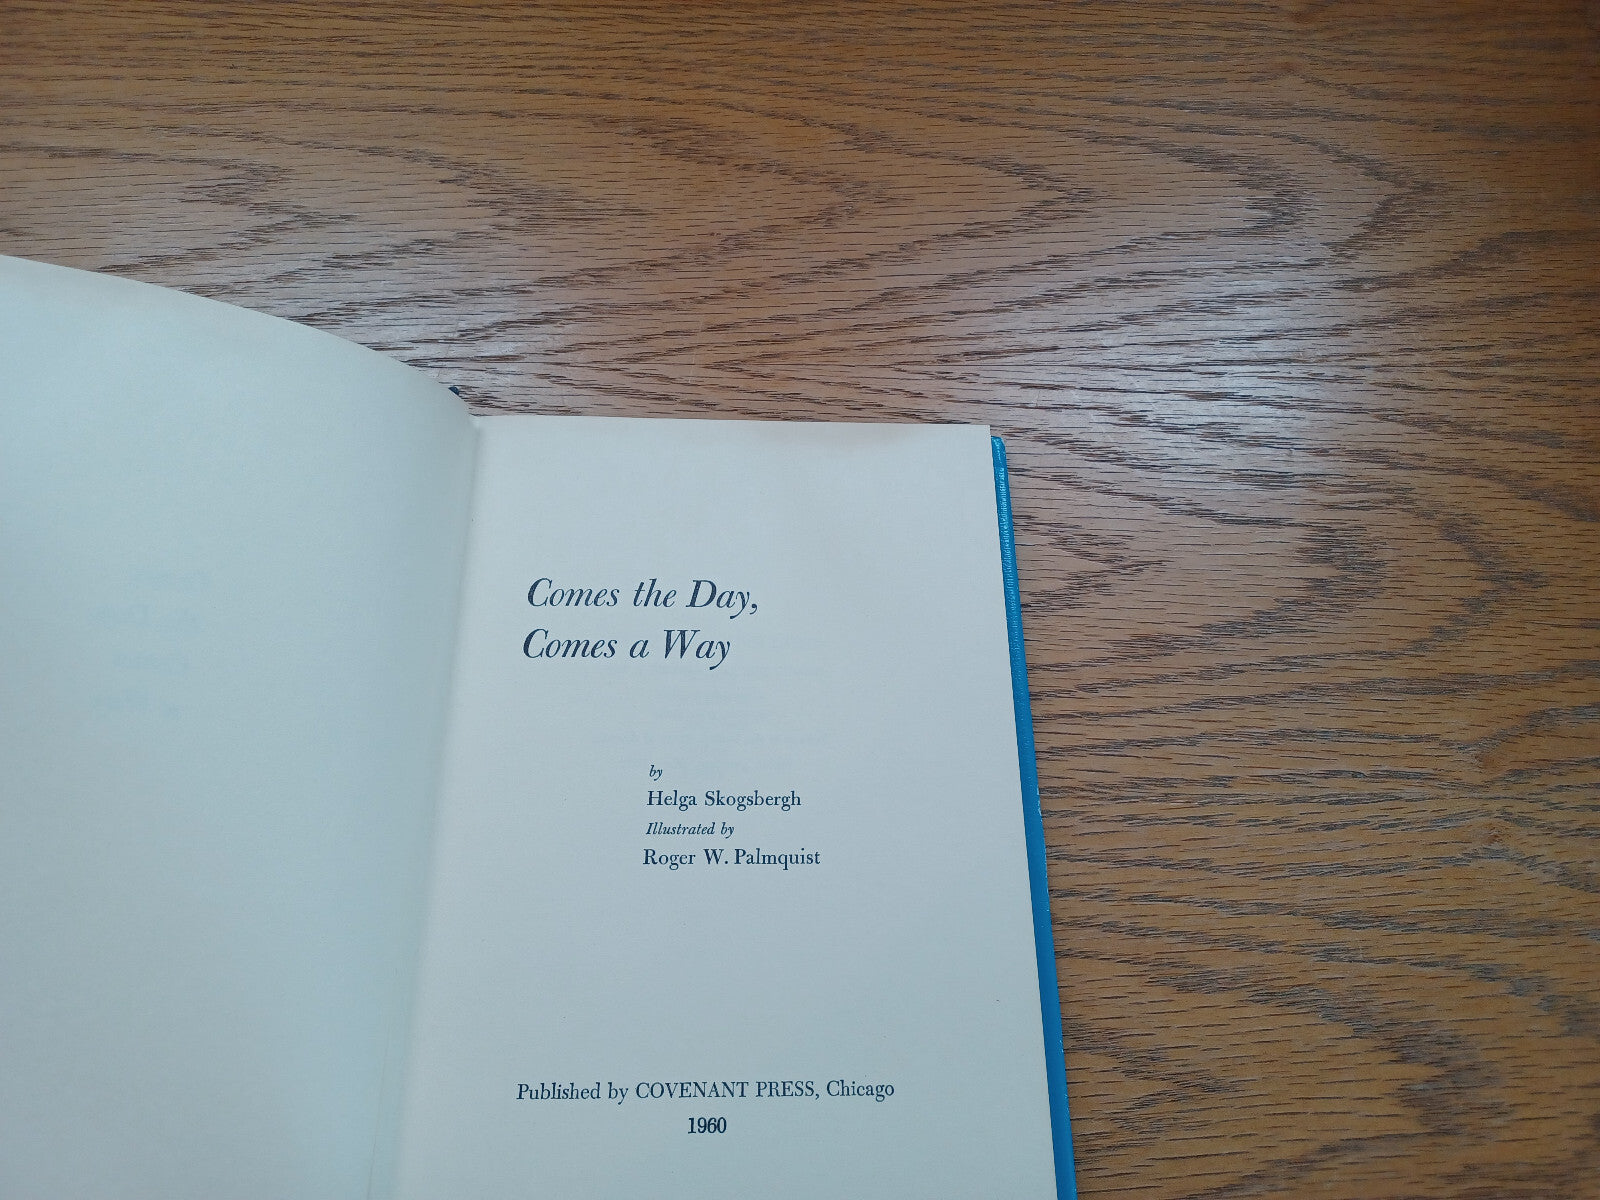 Comes the Day,
Comes a Way
by
Helga Skogsbergh
Illustrated by
Roger W. Palmquist
Published by COVENANT PRESS, Chicago
1960